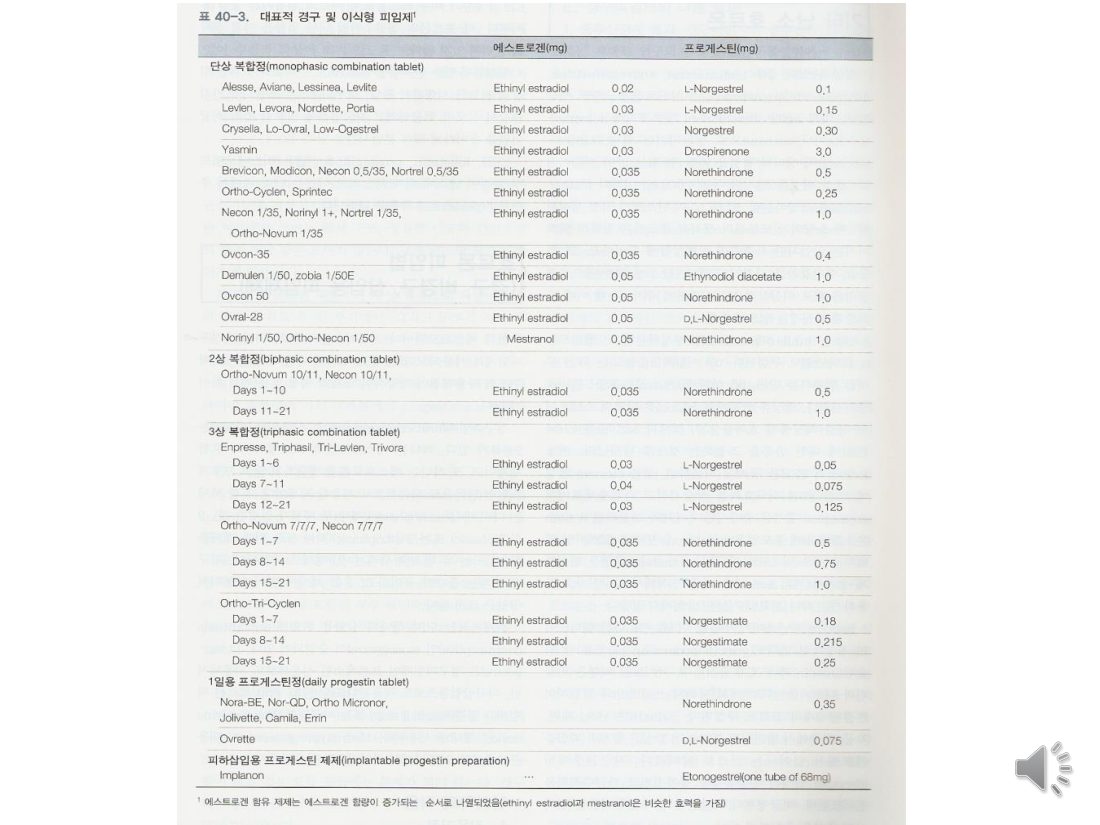 표 40-3. 대표적 경구 및 이식형 피임제¹
에스트로겐(mg) 프로게스틴(mg)
단상 복합정(monophasic combination tablet)
Alesse, Aviane, Lessinea, Levlite Ethinyl estradiol 0.02 L-Norgestrel 0.1
Levlen, Levora, Nordette, Portia Ethinyl estradiol 0.03 L-Norgestrel 0.15
Crysella, Lo-Ovral, Low-Ogestrel Ethinyl estradiol 0.03 Norgestrel 0.30
Yasmin Ethinyl estradiol 0.03 Drospirenone 3.0
Brevicon, Modicon, Necon 0.5/35, Nortrel 0.5/35 Ethinyl estradiol 0.035 Norethindrone 0.5
Ortho-Cyclen, Sprintec Ethinyl estradiol 0.035 Norethindrone 0.25
Necon 1/35, Norinyl 1+, Nortrel 1/35, Ethinyl estradiol 0.035 Norethindrone 1.0
Ortho-Novum 1/35
Ovcon-35 Ethinyl estradiol 0.035 Norethindrone 0.4
Demulen 1/50, zobia 1/50E Ethinyl estradiol 0.05 Ethynodiol diacetate 1.0
Ovcon 50 Ethinyl estradiol 0.05 Norethindrone 1.0
Ovral-28 Ethinyl estradiol 0.05 D,L-Norgestrel 0.5
Norinyl 1/50, Ortho-Necon 1/50 Mestranol 0.05 Norethindrone 1.0
2상 복합정(biphasic combination tablet)
Ortho-Novum 10/11, Necon 10/11,
Days 1~10 Ethinyl estradiol 0.035 Norethindrone 0.5
Days 11~21 Ethinyl estradiol 0.035 Norethindrone 1.0
3상 복합정(triphasic combination tablet)
Enpresse, Triphasil, Tri-Levlen, Trivora
Days 1~6 Ethinyl estradiol 0.03 L-Norgestrel 0.05
Days 7~11 Ethinyl estradiol 0.04 L-Norgestrel 0.075
Days 12~21 Ethinyl estradiol 0.03 L-Norgestrel 0.125
Ortho-Novum 7/7/7, Necon 7/7/7
Days 1~7 Ethinyl estradiol 0.035 Norethindrone 0.5
Days 8~14 Ethinyl estradiol 0.035 Norethindrone 0.75
Days 15~21 Ethinyl estradiol 0.035 Norethindrone 1.0
Ortho-Tri-Cyclen
Days 1~7 Ethinyl estradiol 0.035 Norgestimate 0.18
Days 8~14 Ethinyl estradiol 0.035 Norgestimate 0.215
Days 15~21 Ethinyl estradiol 0.035 Norgestimate 0.25
1일용 프로게스틴정(daily progestin tablet)
Nora-BE, Nor-QD, Ortho Micronor, Norethindrone 0.35
Jolivette, Camila, Errin
Ovrette D,L-Norgestrel 0.075
피하삽입용 프로게스틴 제제(implantable progestin preparation)
Implanon ... Etonogestrel(one tube of 68mg)
¹ 에스트로겐 함유 제제는 에스트로겐 함량이 증가되는 순서로 나열되었음(ethinyl estradiol과 mestranol은 비슷한 효력을 가짐)